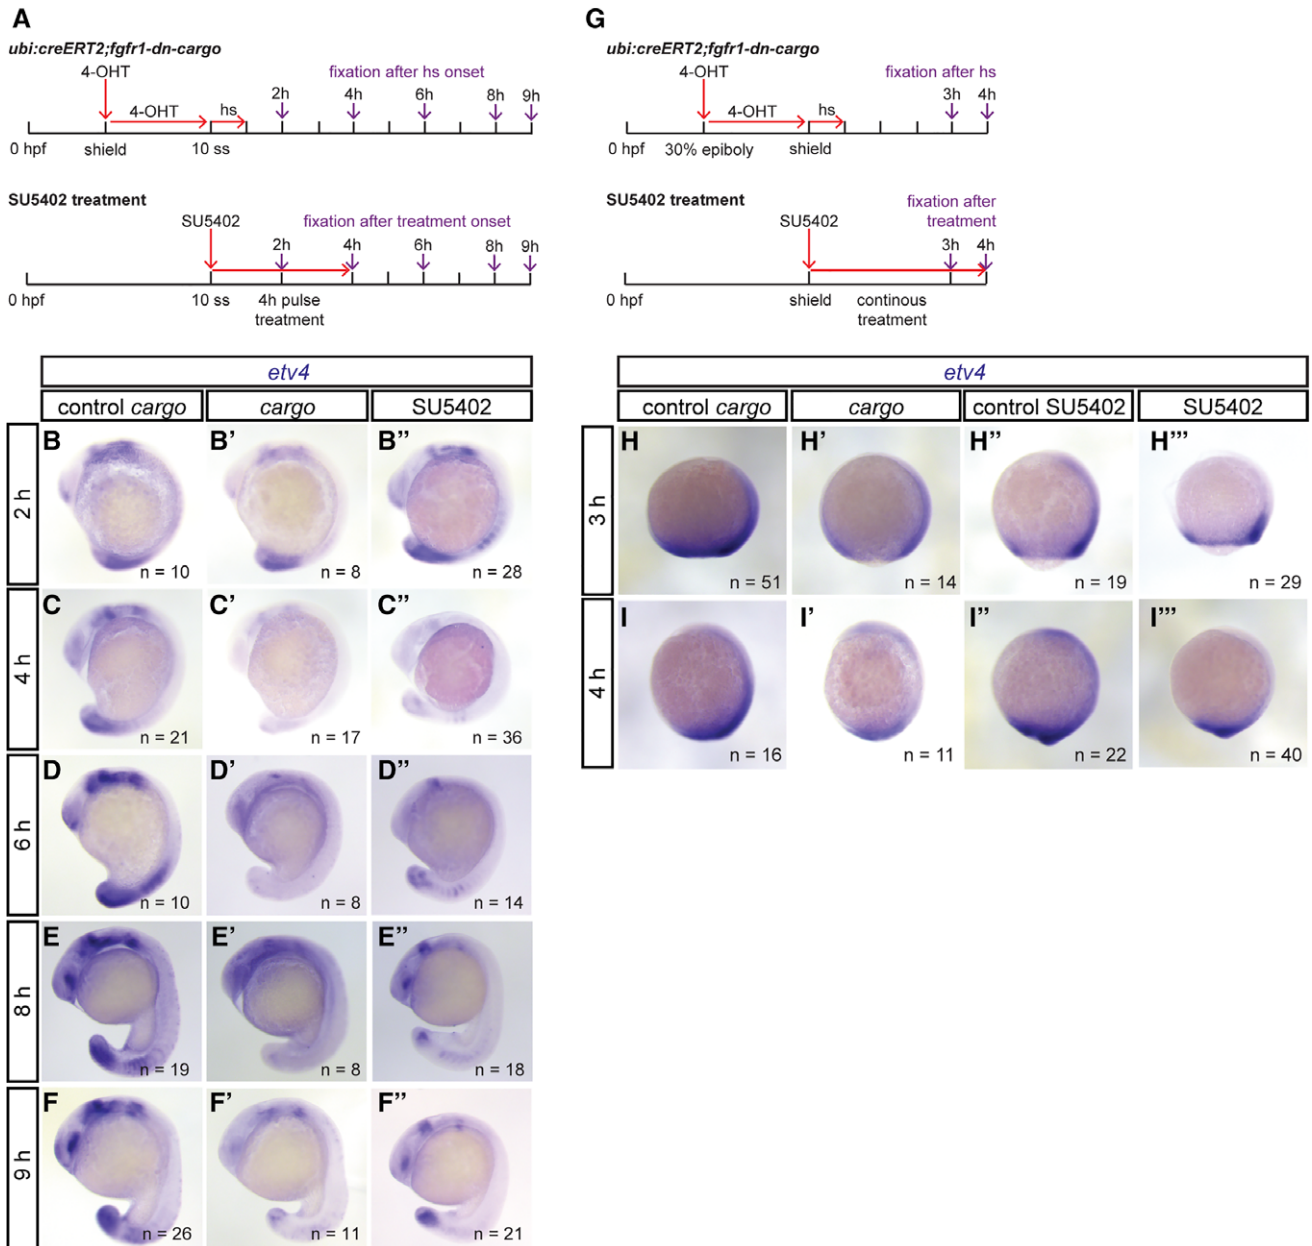 A
ubi:creERT2;fgfr1-dn-cargo
4-OHT
fixation after hs onset
2h 4h 6h 8h 9h
4-OHT hs
0 hpf shield 10 ss
SU5402 treatment
SU5402
fixation after treatment onset
2h 4h 6h 8h 9h
0 hpf 10 ss 4h pulse
treatment
etv4
control cargo cargo SU5402
2 h
B B’ B”
n = 10 n = 8 n = 28
4 h
C C’ C”
n = 21 n = 17 n = 36
6 h
D D’ D”
n = 10 n = 8 n = 14
8 h
E E’ E”
n = 19 n = 8 n = 18
9 h
F F’ F”
n = 26 n = 11 n = 21
G
ubi:creERT2;fgfr1-dn-cargo
4-OHT
fixation after hs
3h 4h
4-OHT hs
0 hpf 30% epiboly shield
SU5402 treatment
SU5402
fixation after
treatment
3h 4h
0 hpf shield continous
treatment
etv4
control cargo cargo control SU5402 SU5402
3 h
H H’ H” H”’
n = 51 n = 14 n = 19 n = 29
4 h
I I’ I” I”’
n = 16 n = 11 n = 22 n = 40